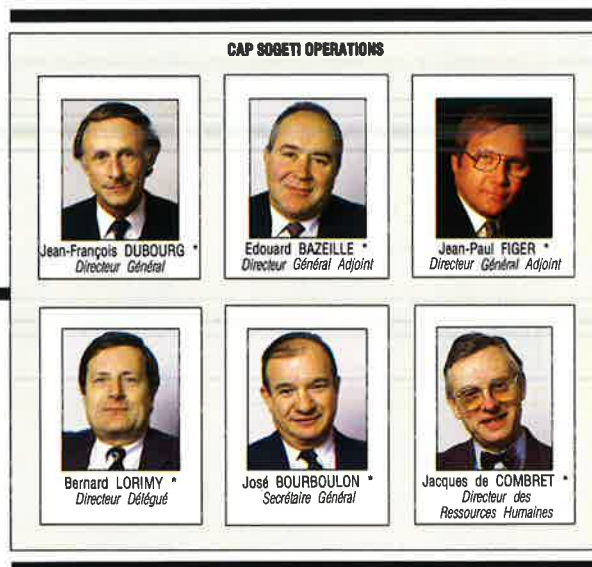 CAP SOGETI OPERATIONS
Jean-François DUBOURG *
Directeur Général
Edouard BAZEILLE *
Directeur Général Adjoint
Jean-Paul FIGER *
Directeur Général Adjoint
Bernard LORIMY *
Directeur Délégué
José BOURBOULON *
Secrétaire Général
Jacques de COMBRET *
Directeur des
Ressources Humaines